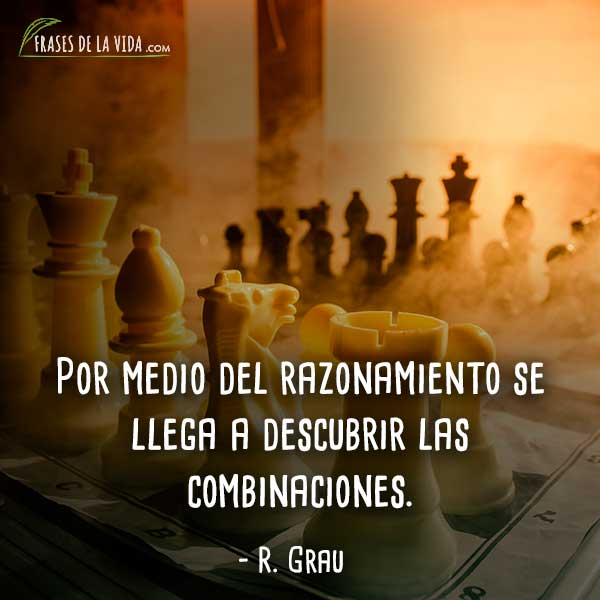 FRASES DE LA VIDA.COM
POR MEDIO DEL RAZONAMIENTO SE
LLEGA A DESCUBRIR LAS
COMBINACIONES.
- R. GRAU